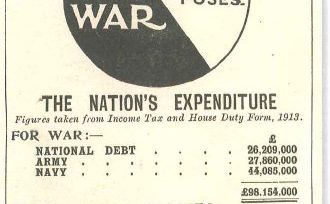 POSES.
WAR
THE NATION'S EXPENDITURE
Figures taken from Income Tax and House Duty Form, 1913.
FOR WAR:— £
NATIONAL DEBT . . . . . 26,209,000
ARMY . . . . . . 27,860,000
NAVY . . . . . . 44,085,000
£98,154,000